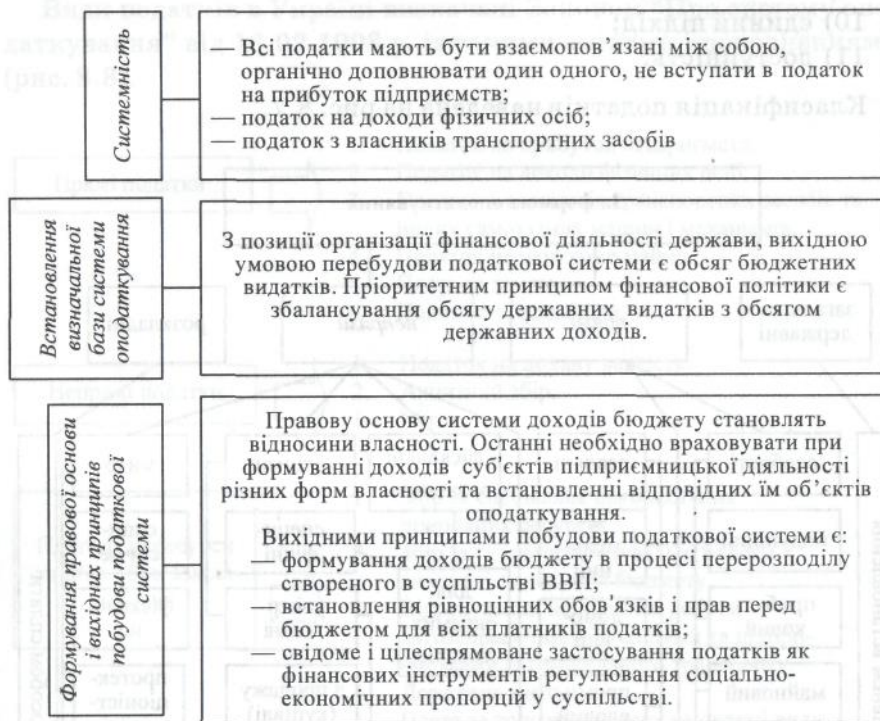 Системність
— Всі податки мають бути взаємопов’язані між собою,
органічно доповнювати один одного, не вступати в податок
на прибуток підприємств;
— податок на доходи фізичних осіб;
— податок з власників транспортних засобів
Встановлення
визначальної
бази системи
оподаткування
З позиції організації фінансової діяльності держави, вихідною
умовою перебудови податкової системи є обсяг бюджетних
видатків. Пріоритетним принципом фінансової політики є
збалансування обсягу державних видатків з обсягом
державних доходів.
Формування правової основи
і вихідних принципів
побудови податкової
системи
Правову основу системи доходів бюджету становлять
відносини власності. Останні необхідно враховувати при
формуванні доходів суб’єктів підприємницької діяльності
різних форм власності та встановленні відповідних їм об’єктів
оподаткування.
Вихідними принципами побудови податкової системи є:
— формування доходів бюджету в процесі перерозподілу
створеного в суспільстві ВВП;
— встановлення рівноцінних обов’язків і прав перед
бюджетом для всіх платників податків;
— свідоме і цілеспрямоване застосування податків як
фінансових інструментів регулювання соціально-
економічних пропорцій у суспільстві.